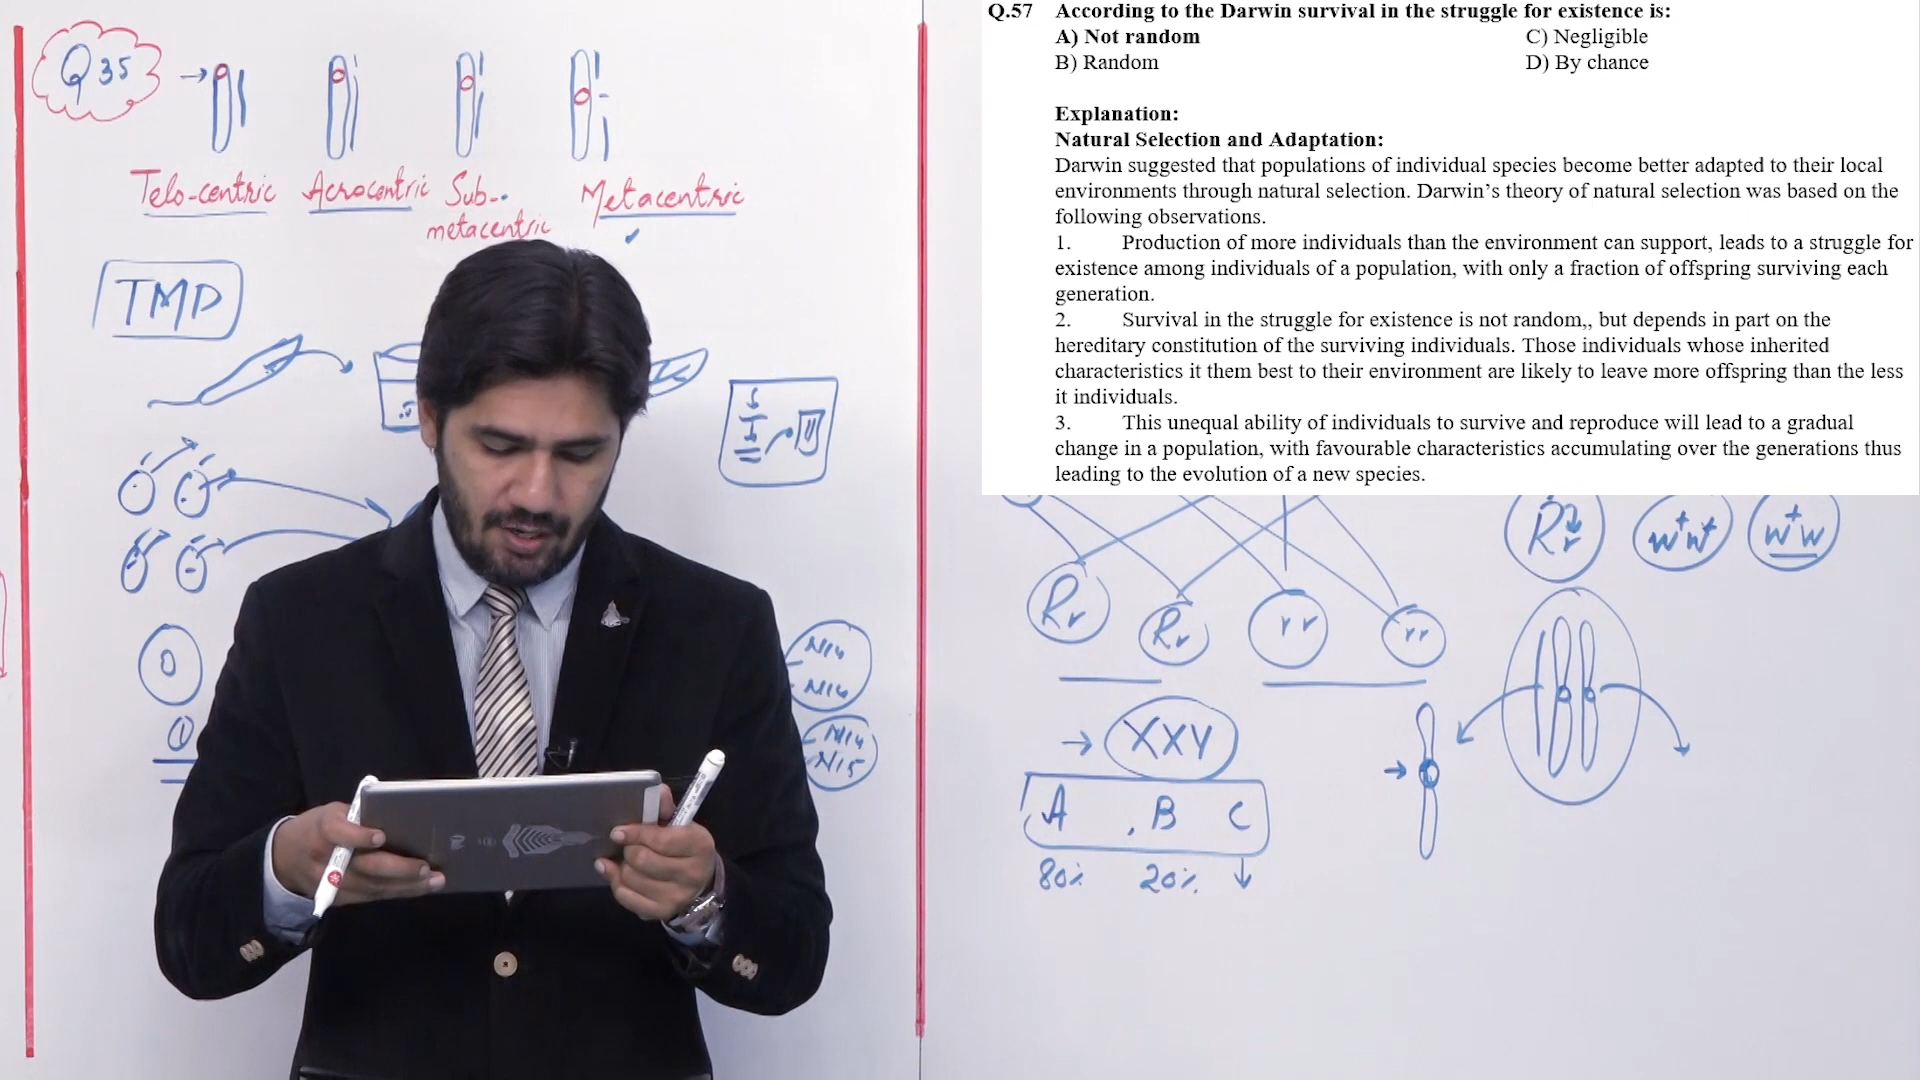 Q 35
Telo-centric Acrocentric Sub-
metacentric
Metacentric
TMD
N14
N14
N14
N15
Q.57 According to the Darwin survival in the struggle for existence is:
A) Not random C) Negligible
B) Random D) By chance
Explanation:
Natural Selection and Adaptation:
Darwin suggested that populations of individual species become better adapted to their local
environments through natural selection. Darwin’s theory of natural selection was based on the
following observations.
1. Production of more individuals than the environment can support, leads to a struggle for
existence among individuals of a population, with only a fraction of offspring surviving each
generation.
2. Survival in the struggle for existence is not random,, but depends in part on the
hereditary constitution of the surviving individuals. Those individuals whose inherited
characteristics it them best to their environment are likely to leave more offspring than the less
it individuals.
3. This unequal ability of individuals to survive and reproduce will lead to a gradual
change in a population, with favourable characteristics accumulating over the generations thus
leading to the evolution of a new species.
Rr w+w+ w+w
Rr Rr rr rr
XXY
A , B C
80% 20%